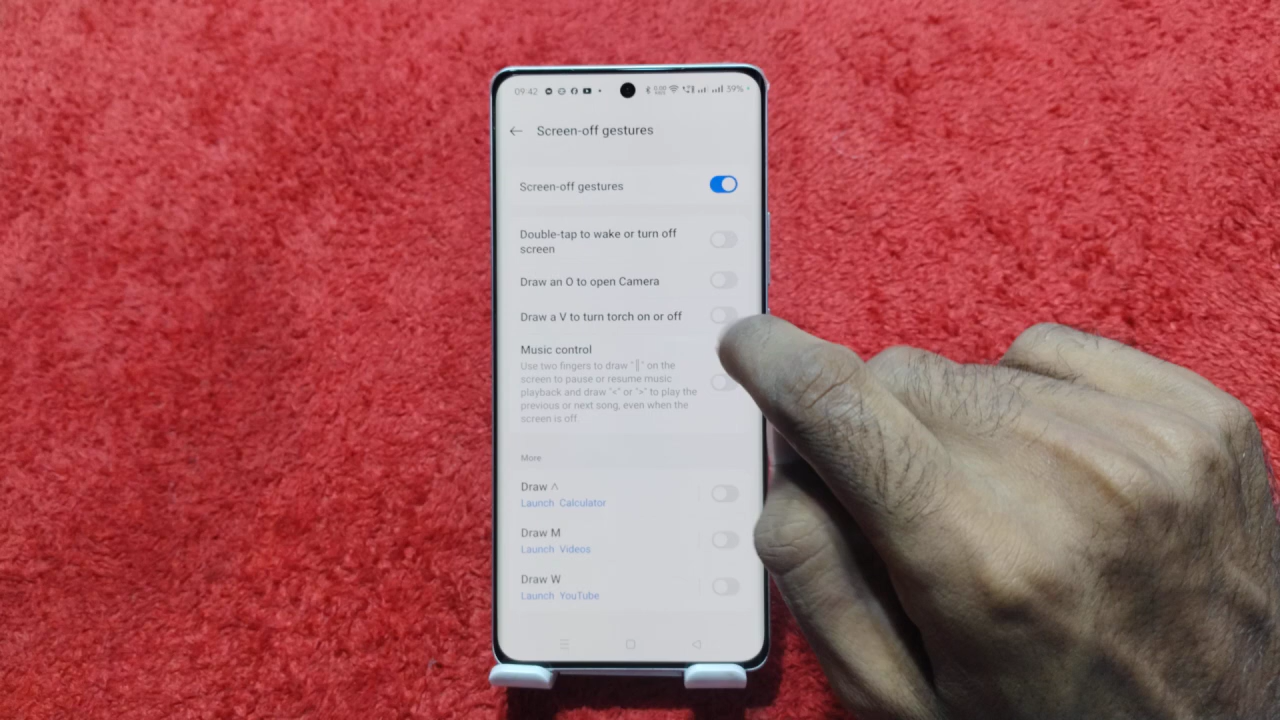 09:42 59%
Screen-off gestures
Screen-off gestures
Double-tap to wake or turn off
screen
Draw an O to open Camera
Draw a V to turn torch on or off
Music control
Use two fingers to draw "||" on the
screen to pause or resume music
playback and draw "<" or ">" to play the
previous or next song, even when the
screen is off.
More
Draw ^
Launch Calculator
Draw M
Launch Videos
Draw W
Launch YouTube